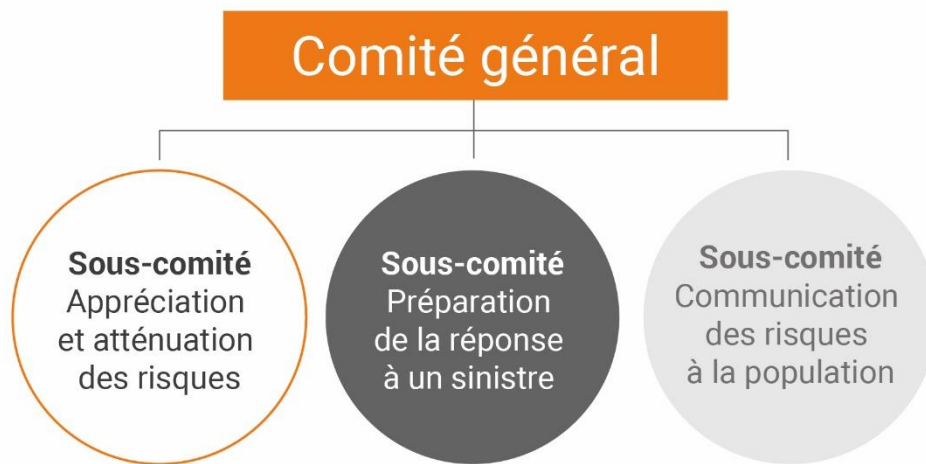 Comité général
Sous-comité
Appréciation
et atténuation
des risques
Sous-comité
Préparation
de la réponse
à un sinistre
Sous-comité
Communication
des risques
à la population